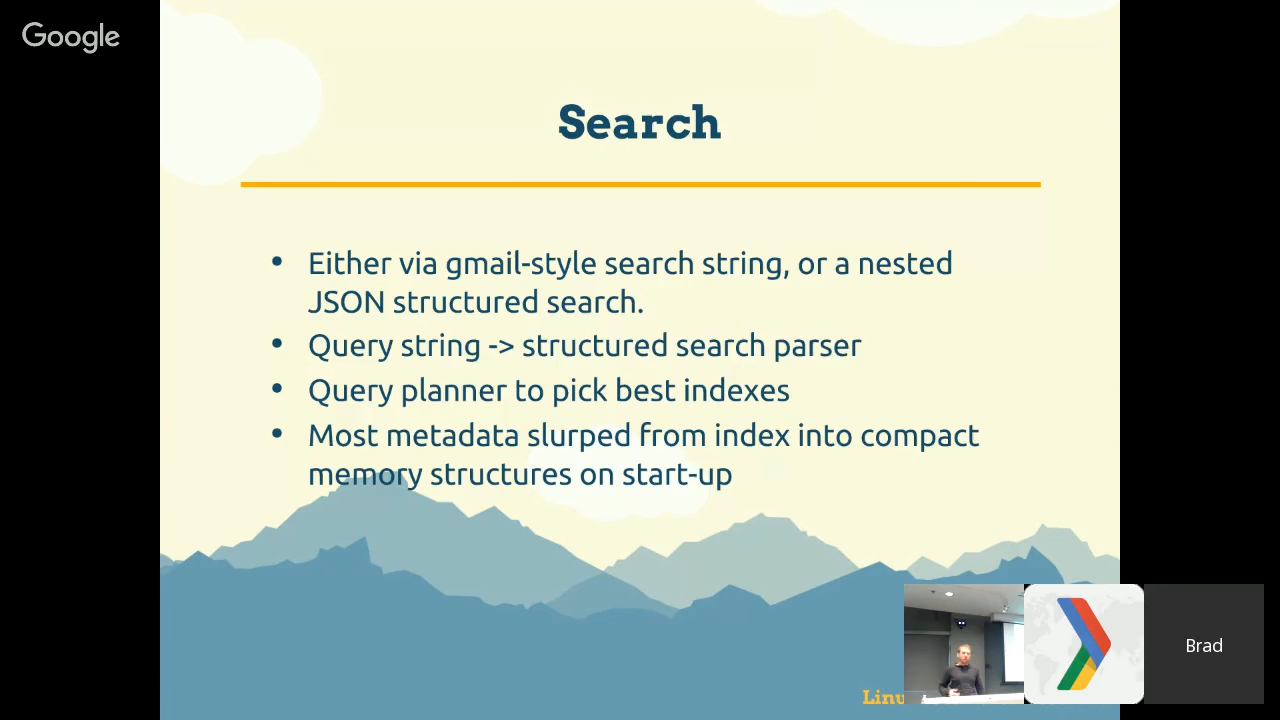 Google
Search
• Either via gmail-style search string, or a nested
JSON structured search.
• Query string -> structured search parser
• Query planner to pick best indexes
• Most metadata slurped from index into compact
memory structures on start-up
Brad